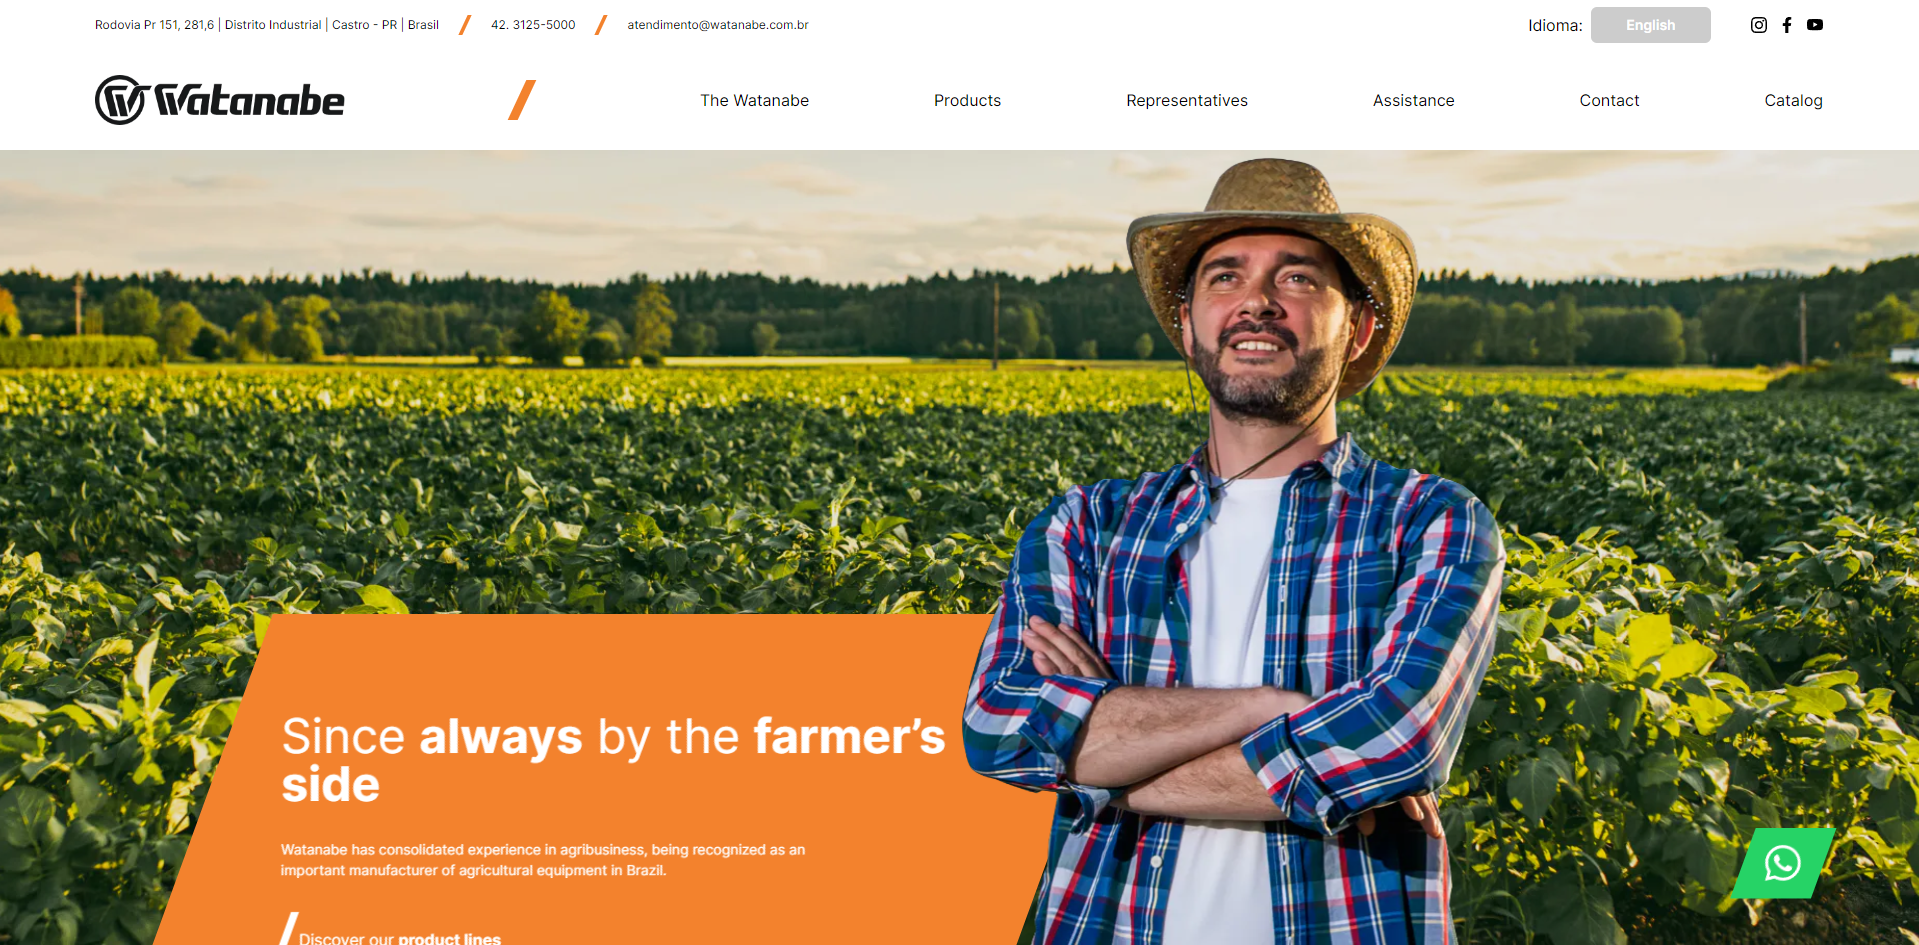 Rodovia Pr 151, 281,6 | Distrito Industrial | Castro - PR | Brasil
42. 3125-5000
atendimento@watanabe.com.br
Idioma:
English
Watanabe
The Watanabe
Products
Representatives
Assistance
Contact
Catalog
Since always by the farmer’s
side
Watanabe has consolidated experience in agribusiness, being recognized as an
important manufacturer of agricultural equipment in Brazil.
Discover our product lines